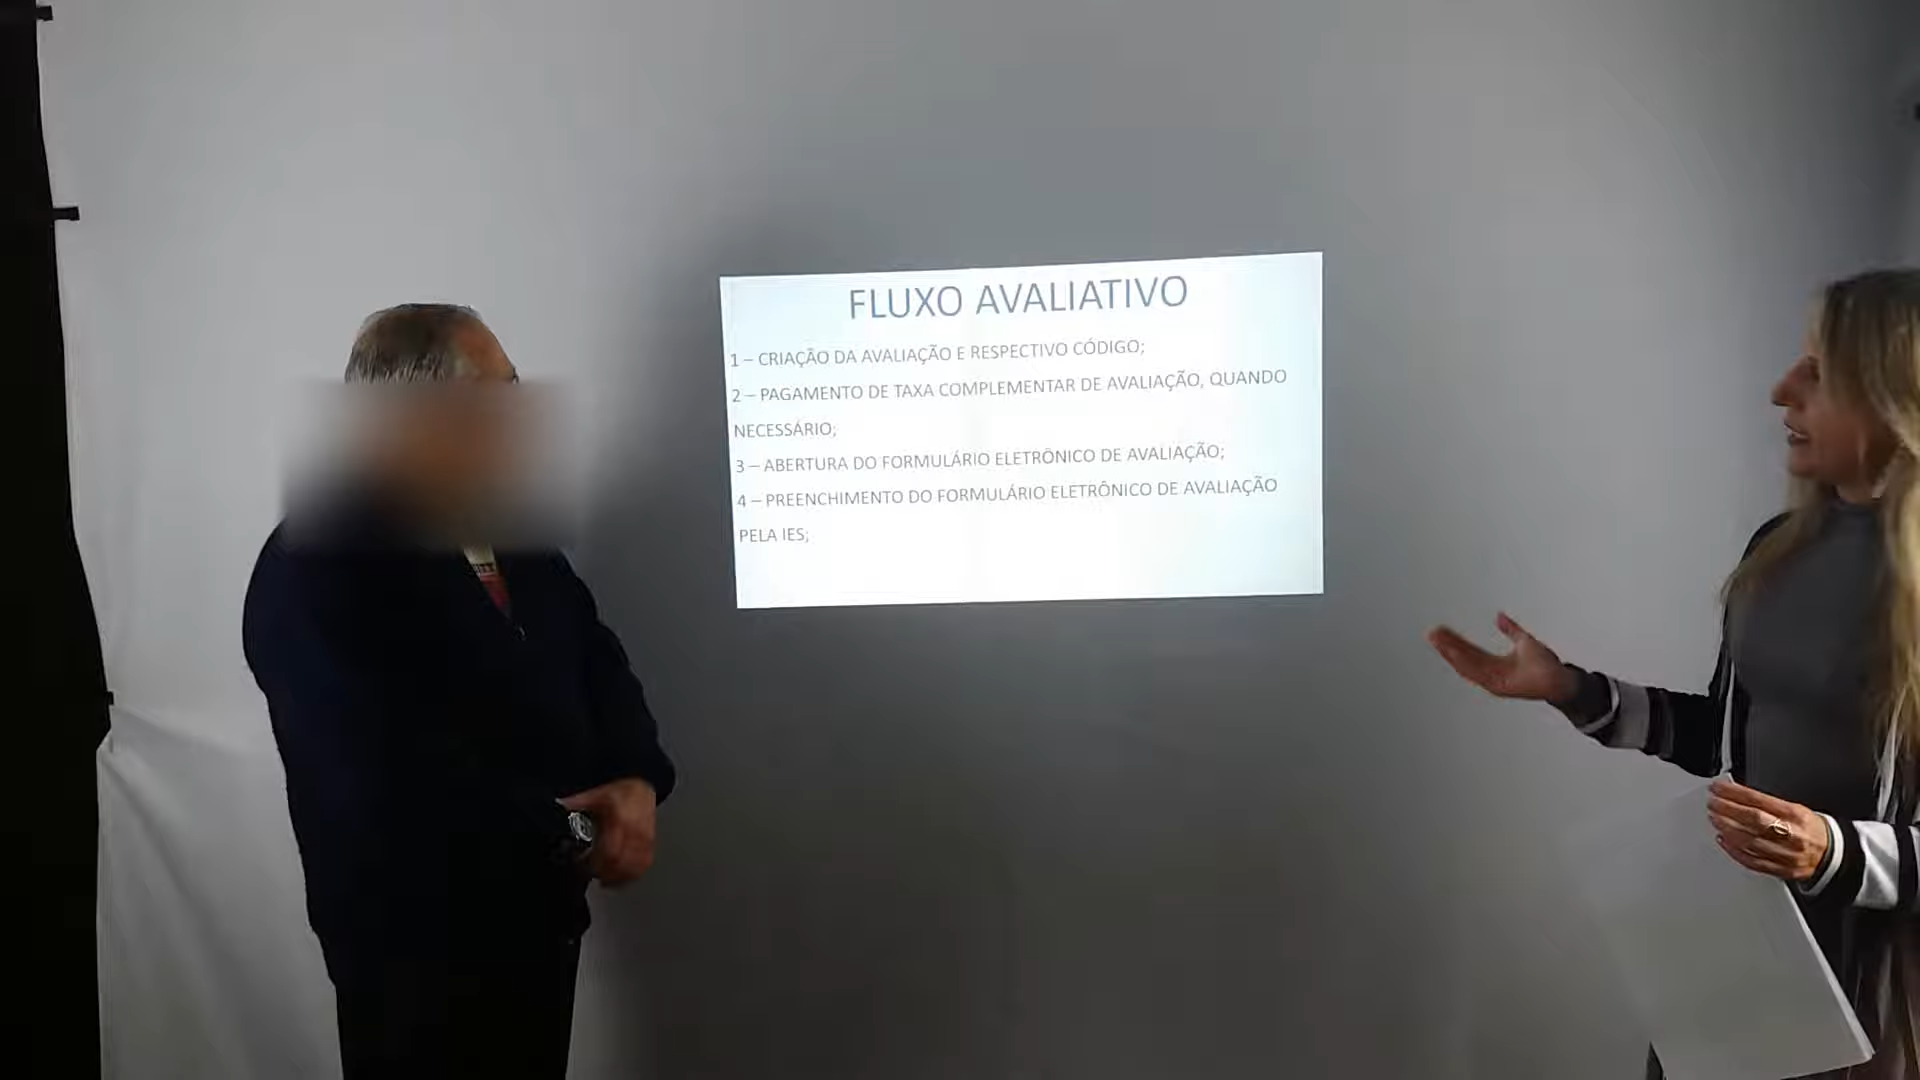 FLUXO AVALIATIVO
1 – CRIAÇÃO DA AVALIAÇÃO E RESPECTIVO CÓDIGO;
2 – PAGAMENTO DE TAXA COMPLEMENTAR DE AVALIAÇÃO, QUANDO
NECESSÁRIO;
3 – ABERTURA DO FORMULÁRIO ELETRÔNICO DE AVALIAÇÃO;
4 – PREENCHIMENTO DO FORMULÁRIO ELETRÔNICO DE AVALIAÇÃO
PELA IES;